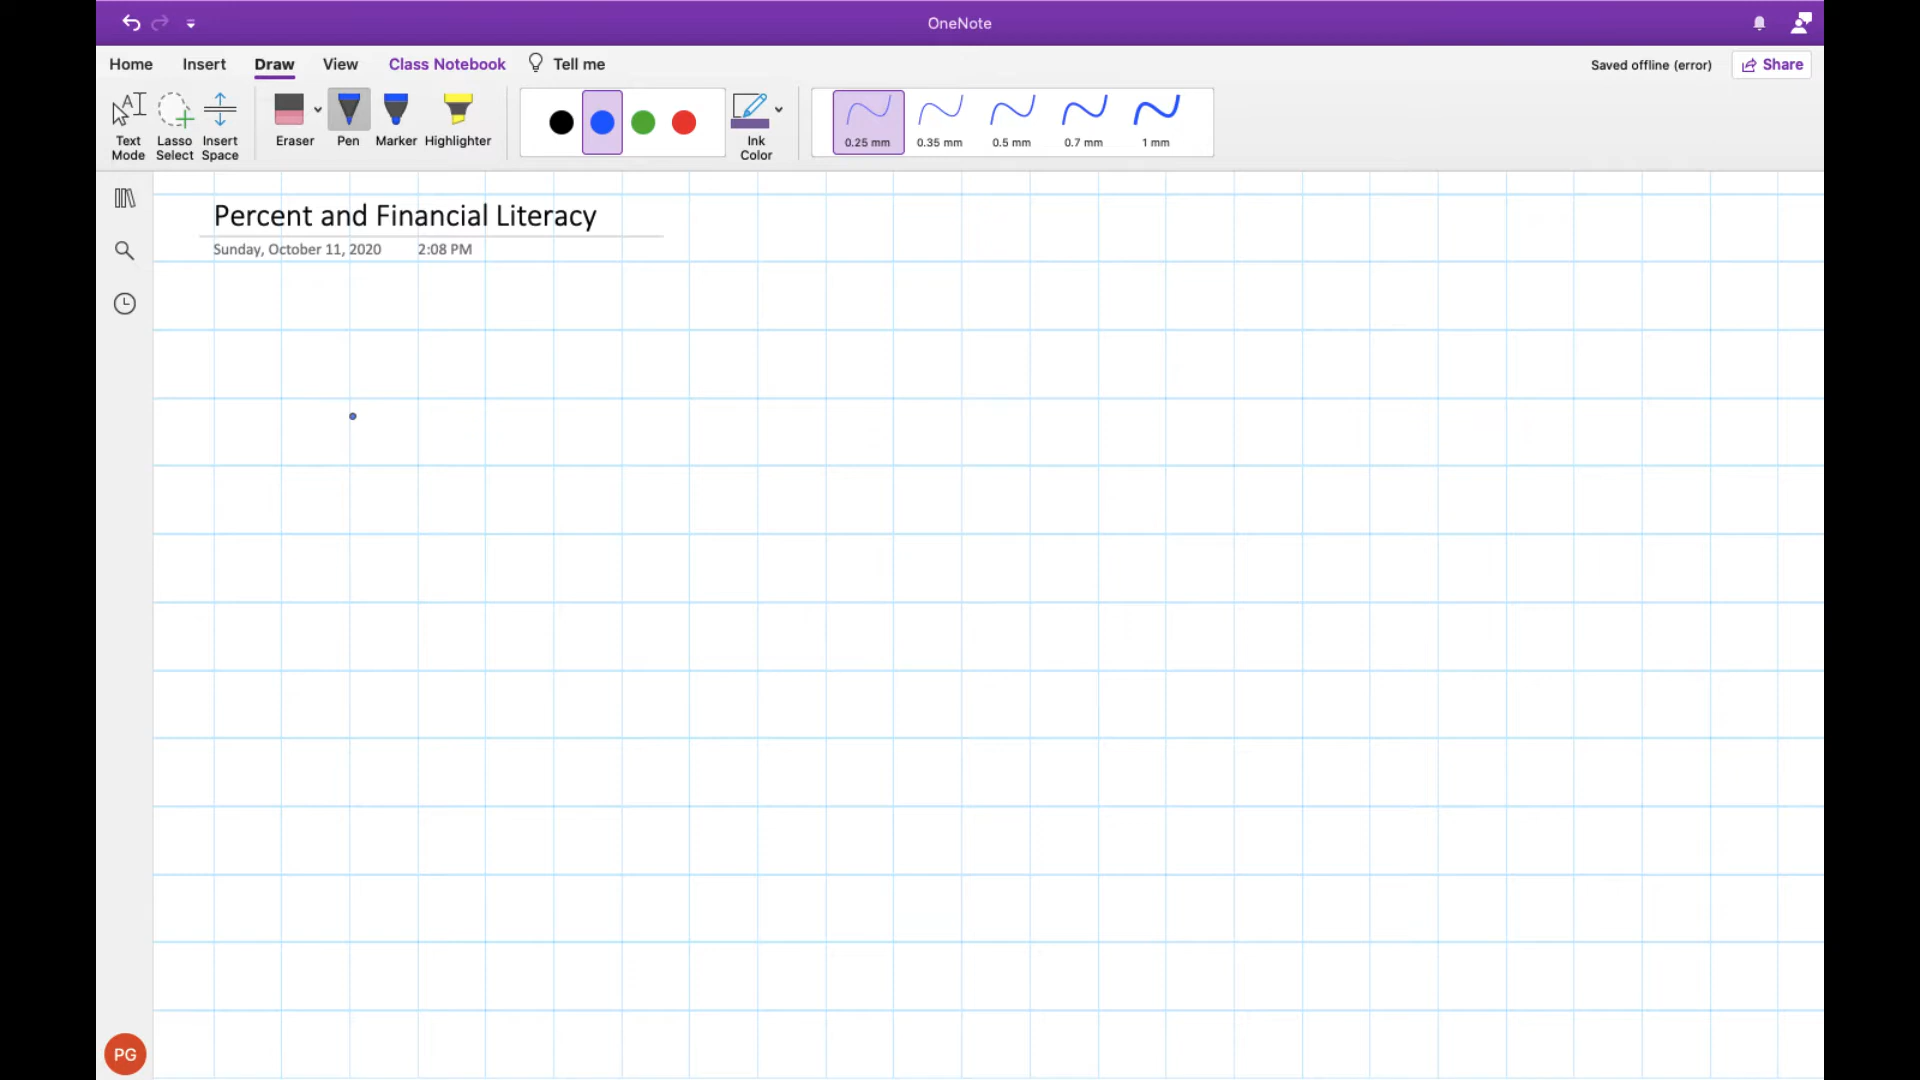 OneNote
Home Insert Draw View Class Notebook Tell me
Saved offline (error) Share
Text Mode
Lasso Select
Insert Space
Eraser
Pen
Marker
Highlighter
Ink Color
0.25 mm
0.35 mm
0.5 mm
0.7 mm
1 mm
Percent and Financial Literacy
Sunday, October 11, 2020 2:08 PM
PG